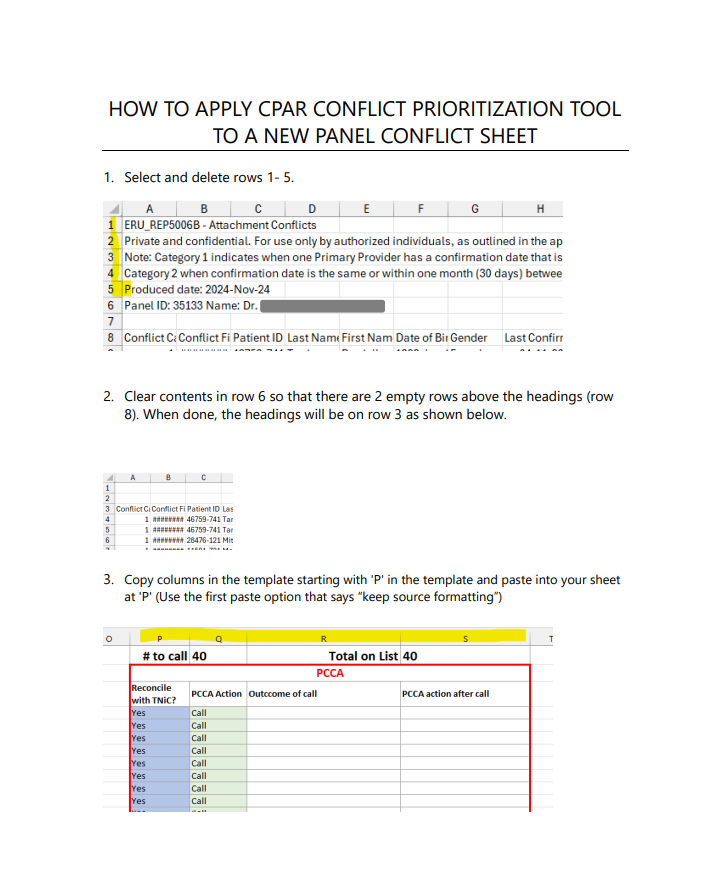 HOW TO APPLY CPAR CONFLICT PRIORITIZATION TOOL
TO A NEW PANEL CONFLICT SHEET
1. Select and delete rows 1- 5.
A B C D E F G H
1 ERU_REP5006B - Attachment Conflicts
2 Private and confidential. For use only by authorized individuals, as outlined in the ap
3 Note: Category 1 indicates when one Primary Provider has a confirmation date that is
4 Category 2 when confirmation date is the same or within one month (30 days) betwee
5 Produced date: 2024-Nov-24
6 Panel ID: 35133 Name: Dr.
7
8 Conflict Ca Conflict Fi Patient ID Last Name First Nam Date of Bir Gender Last Confirr
2. Clear contents in row 6 so that there are 2 empty rows above the headings (row
8). When done, the headings will be on row 3 as shown below.
A B C
1
2
3 Conflict Ca Conflict Fi Patient ID Las
4 1 ######## 46759-741 Tar
5 1 ######## 46759-741 Tar
6 1 ######## 28476-121 Mit
3. Copy columns in the template starting with 'P' in the template and paste into your sheet
at 'P' (Use the first paste option that says "keep source formatting")
O P Q R S T
# to call 40 Total on List 40
PCCA
Reconcile
with TNiC? PCCA Action Outccome of call PCCA action after call
Yes Call
Yes Call
Yes Call
Yes Call
Yes Call
Yes Call
Yes Call
Yes Call